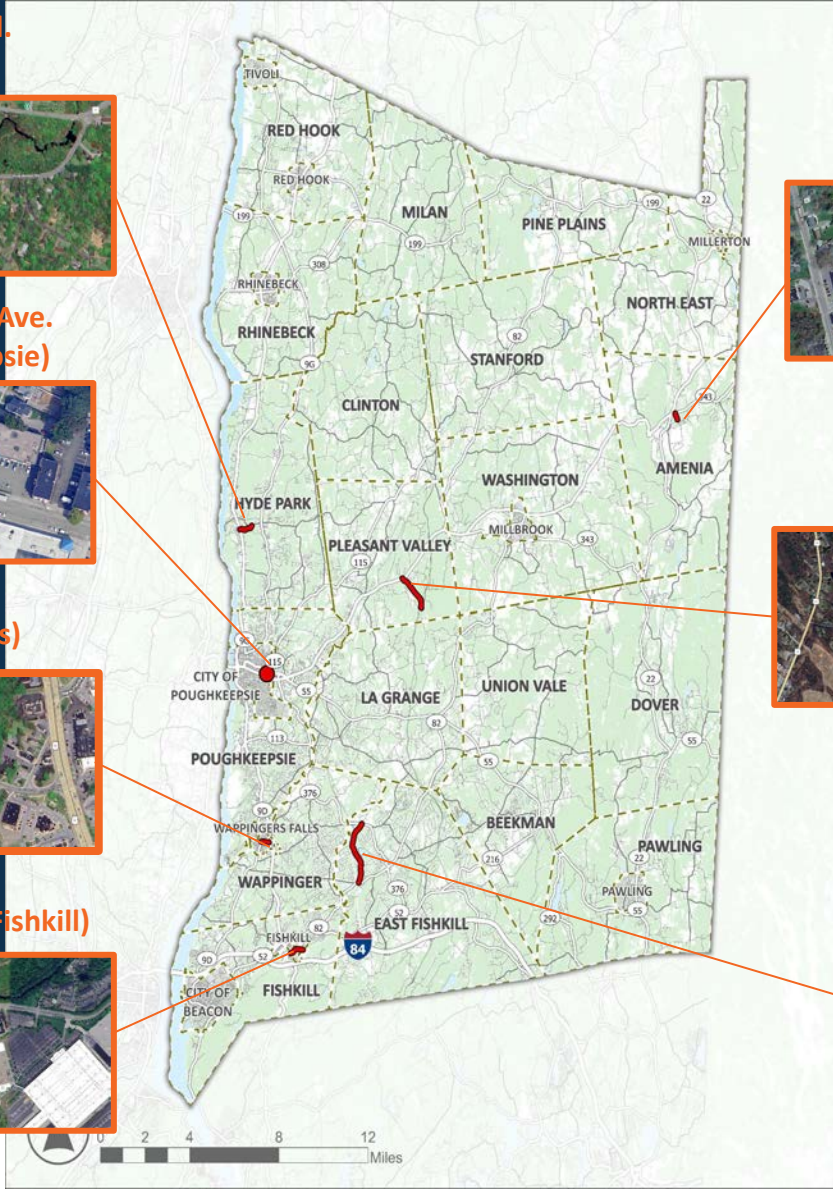 l.
TIVOLI
RED HOOK
RED HOOK
MILAN
PINE PLAINS
199
22
MILLERTON
199
199
308
RHINEBECK
NORTH EAST
RHINEBECK
82
9G
STANFORD
Ave.
sie)
CLINTON
343
AMENIA
WASHINGTON
HYDE PARK
MILLBROOK
PLEASANT VALLEY
343
115
s)
115
CITY OF
POUGHKEEPSIE
55
22
UNION VALE
LA GRANGE
DOVER
82
55
113
POUGHKEEPSIE
55
376
9D
WAPPINGERS FALLS
BEEKMAN
PAWLING
216
22
WAPPINGER
376
PAWLING
52
55
ishkill)
82
EAST FISHKILL
292
FISHKILL
84
9D
52
CITY OF
BEACON
FISHKILL
0 2 4 8 12
Miles